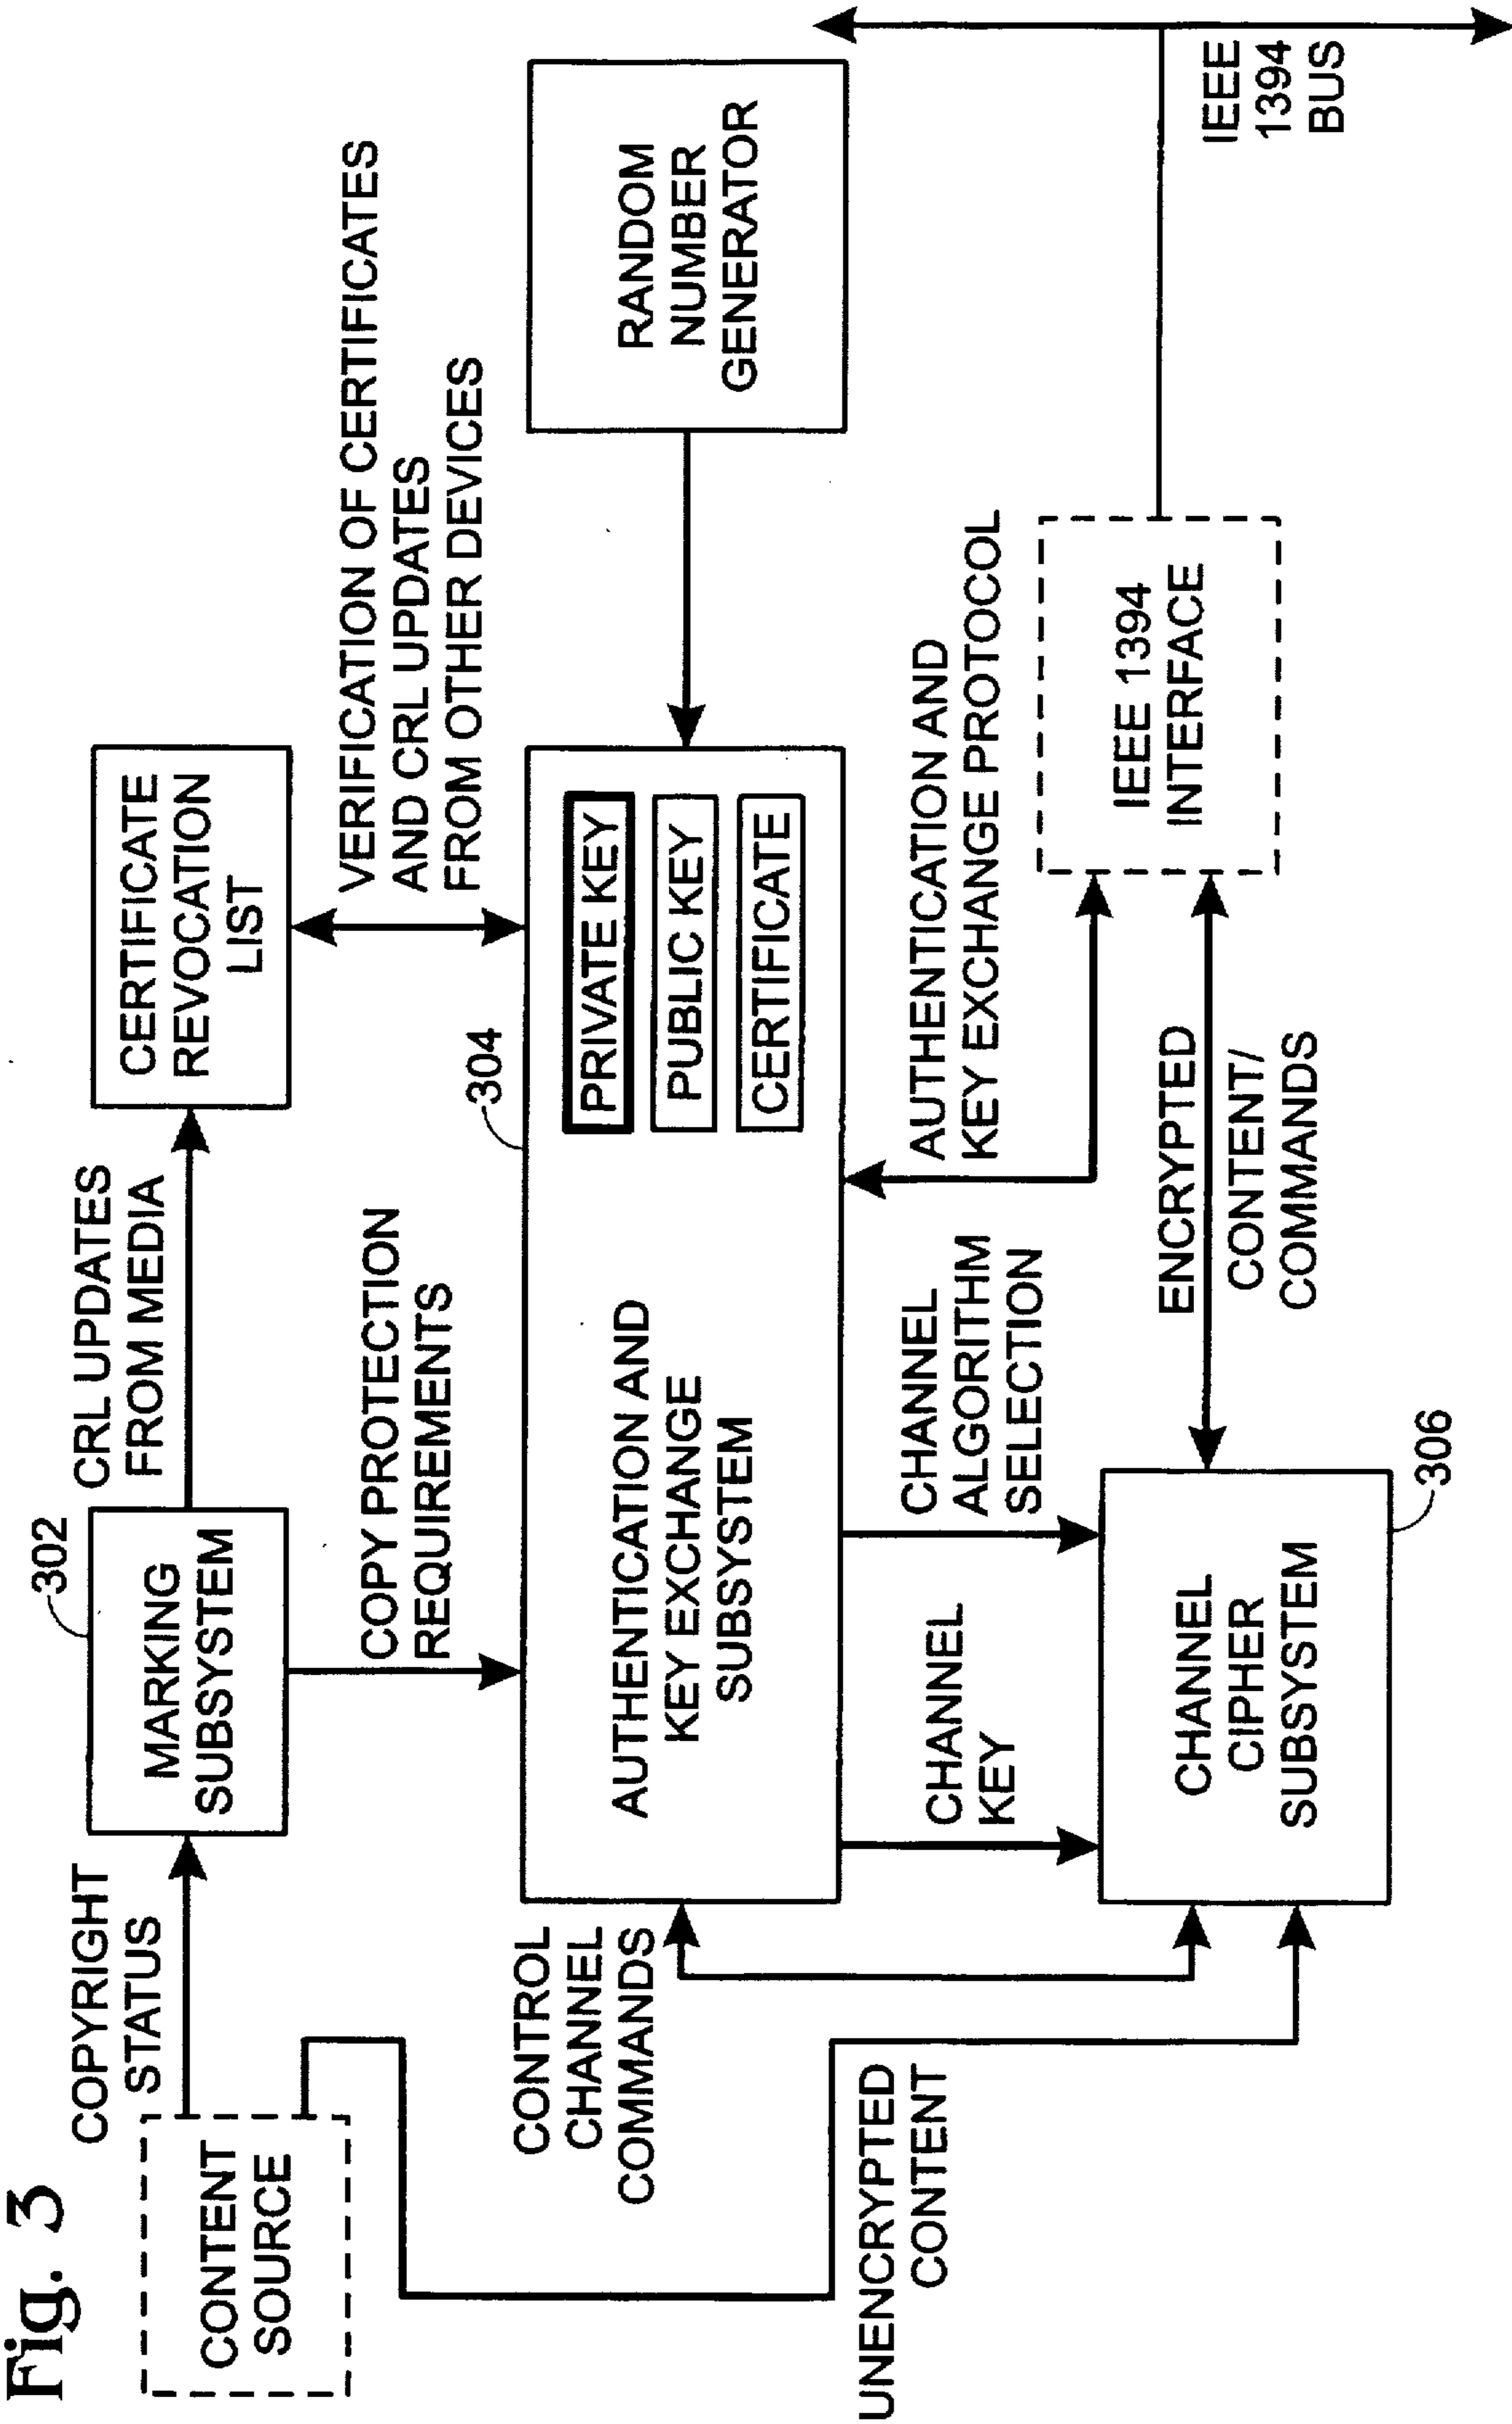 Fig. 3
CONTENT
SOURCE
COPYRIGHT
STATUS
302
MARKING
SUBSYSTEM
CRL UPDATES
FROM MEDIA
CERTIFICATE
REVOCATION
LIST
COPY PROTECTION
REQUIREMENTS
VERIFICATION OF CERTIFICATES
AND CRL UPDATES
FROM OTHER DEVICES
304
CONTROL
CHANNEL
COMMANDS
AUTHENTICATION AND
KEY EXCHANGE
SUBSYSTEM
PRIVATE KEY
PUBLIC KEY
CERTIFICATE
RANDOM
NUMBER
GENERATOR
UNENCRYPTED
CONTENT
CHANNEL
KEY
CHANNEL
ALGORITHM
SELECTION
AUTHENTICATION AND
KEY EXCHANGE PROTOCOL
CHANNEL
CIPHER
SUBSYSTEM
306
ENCRYPTED
CONTENT/
COMMANDS
IEEE 1394
INTERFACE
IEEE
1394
BUS